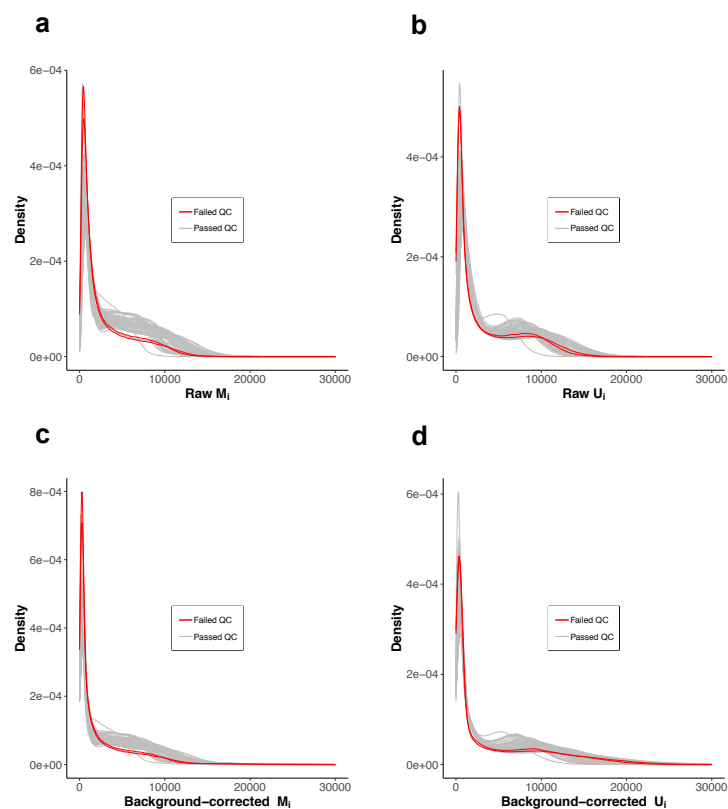 a
6e−04
4e−04
2e−04
0e+00
Density
Failed QC
Passed QC
0
10000
20000
30000
Raw Mi
b
4e−04
2e−04
0e+00
Density
Failed QC
Passed QC
0
10000
20000
30000
Raw Ui
c
8e−04
6e−04
4e−04
2e−04
0e+00
Density
Failed QC
Passed QC
0
10000
20000
30000
Background−corrected Mi
d
6e−04
4e−04
2e−04
0e+00
Density
Failed QC
Passed QC
0
10000
20000
30000
Background−corrected Ui